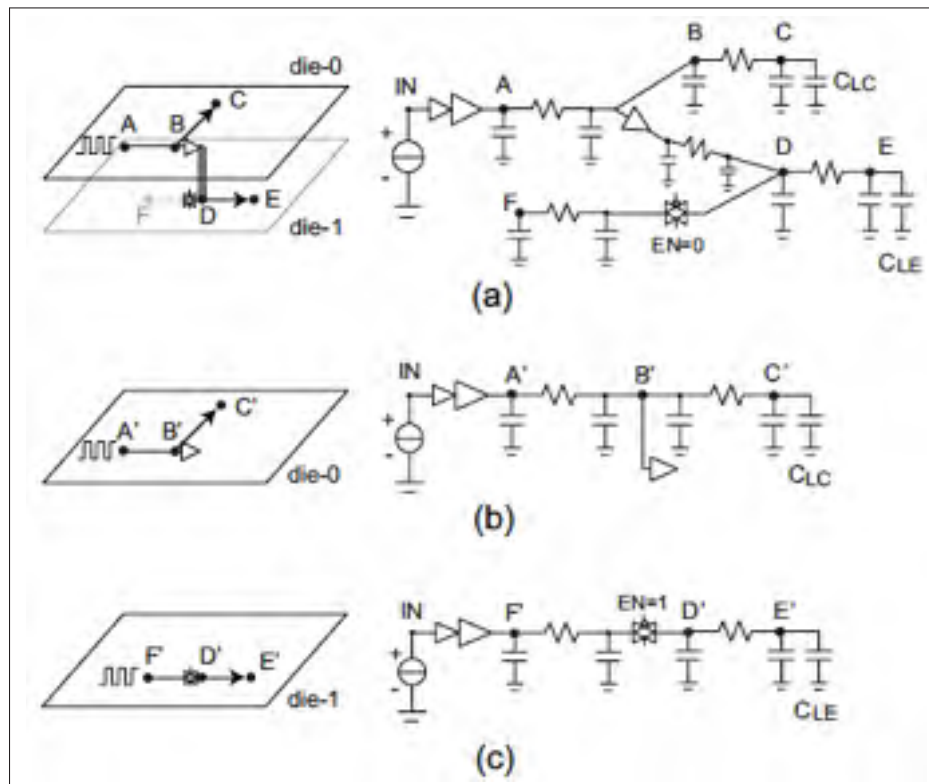 die-0
A
B
C
F
D
E
die-1
IN
A
B
C
CLC
D
E
F
EN=0
CLE
+
-
(a)
A'
B'
C'
die-0
IN
A'
B'
C'
CLC
+
-
(b)
F'
D'
E'
die-1
IN
F'
EN=1
D'
E'
CLE
+
-
(c)